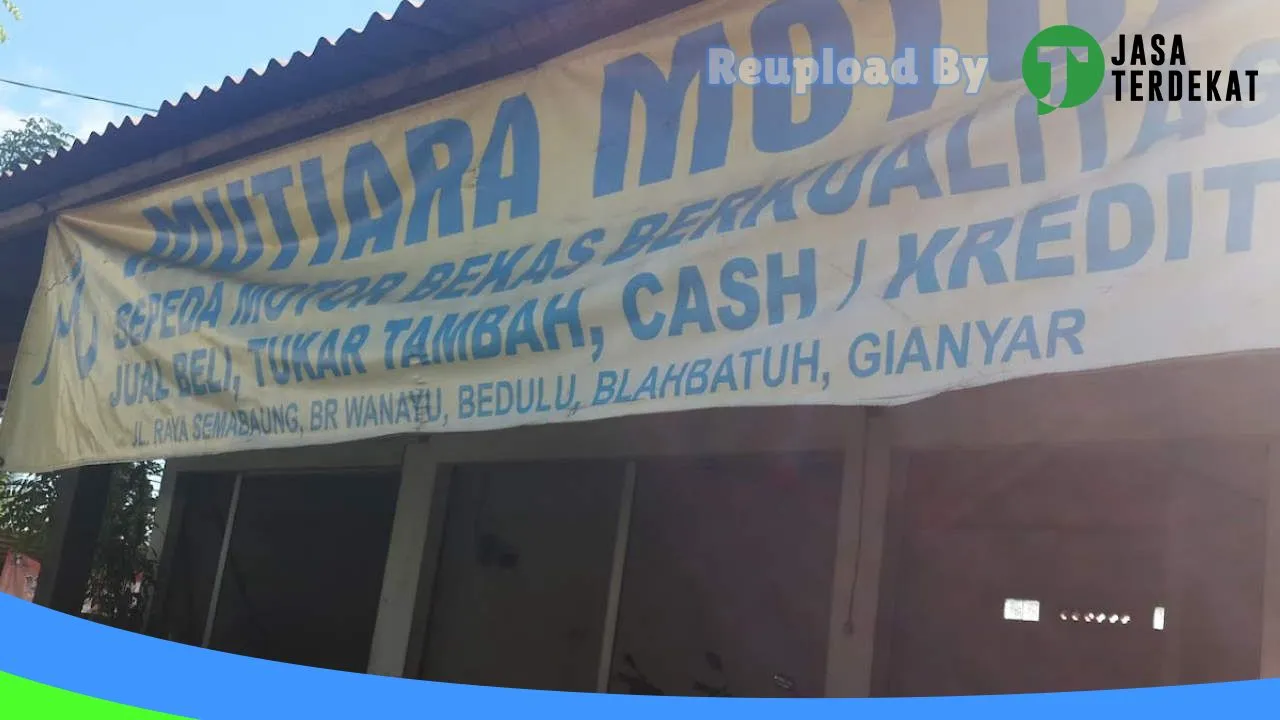 Reupload By
JASA
TERDEKAT
MUTIARA
SEPEDA MOTOR BEKAS BERKUALITAS
JUAL BELI, TUKAR TAMBAH, CASH / KREDIT
JL. RAYA SEMABAUNG, BR WANAYU, BEDULU, BLAHBATUH, GIANYAR